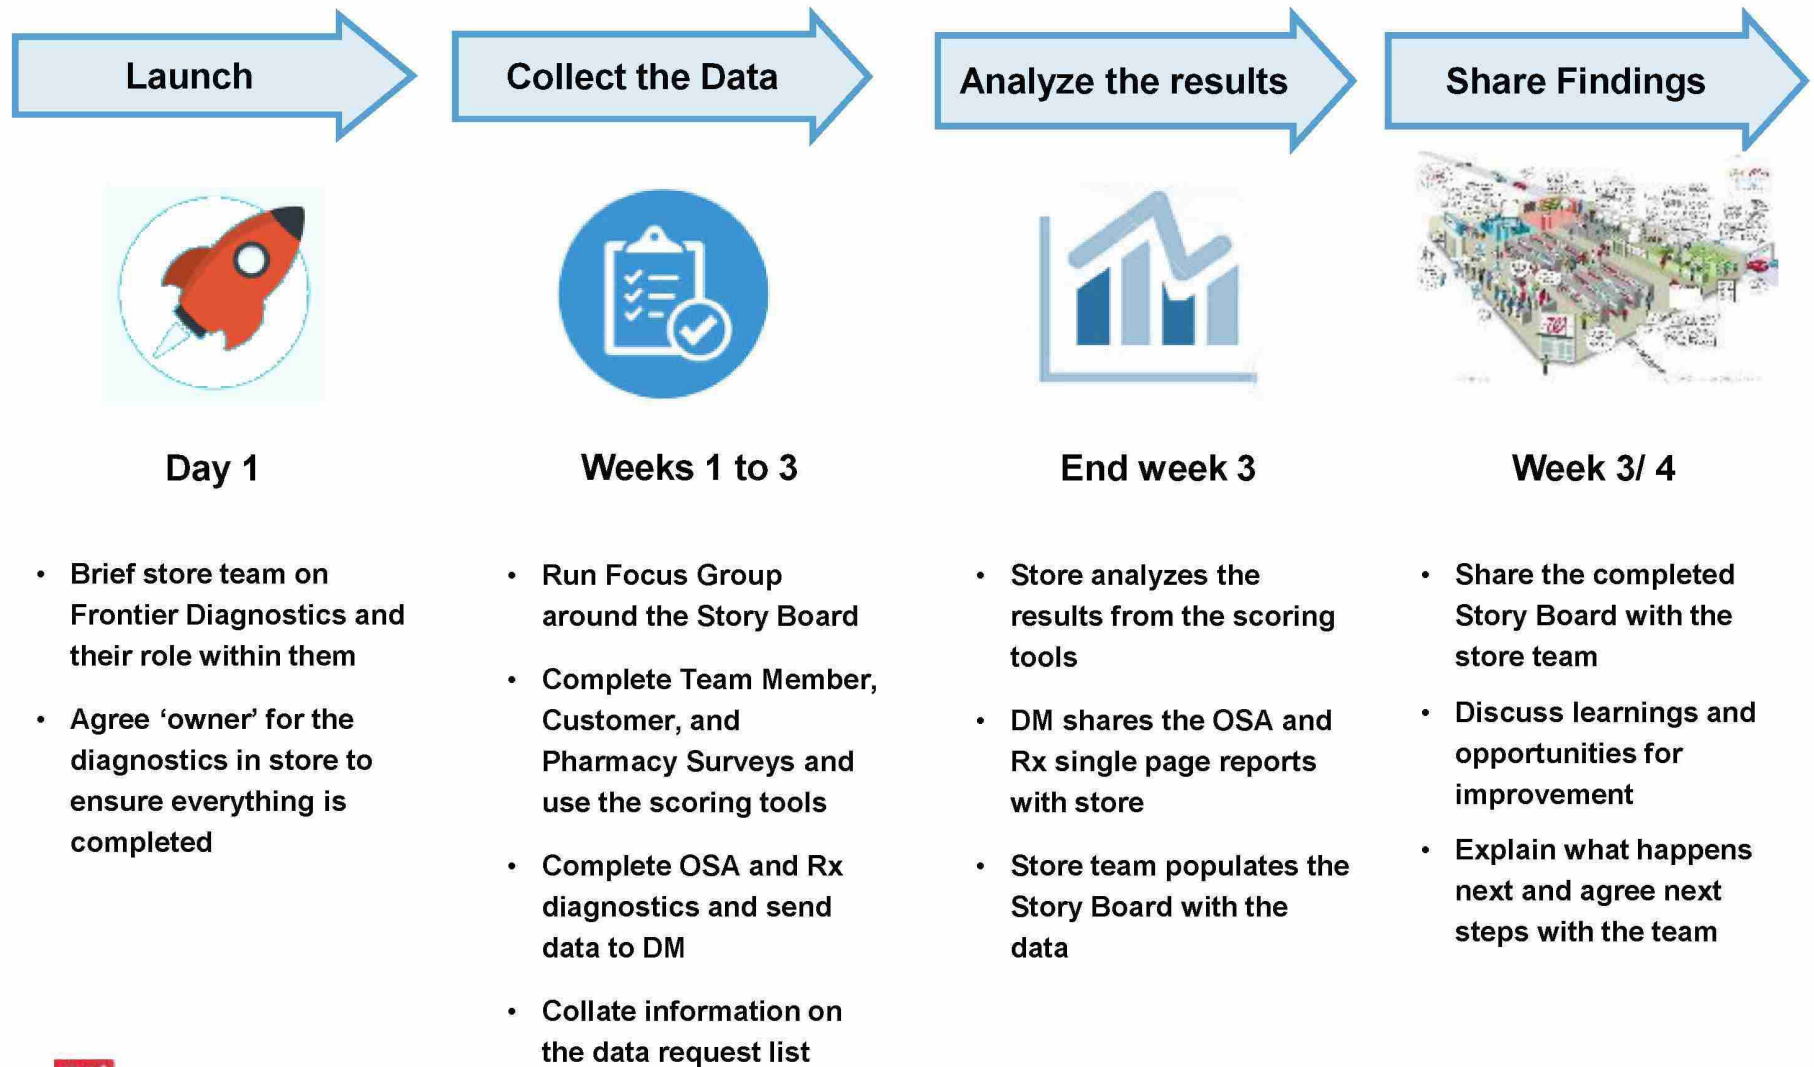 Launch
Collect the Data
Analyze the results
Share Findings
Day 1
Weeks 1 to 3
End week 3
Week 3/ 4
• Brief store team on
Frontier Diagnostics and
their role within them
• Agree ‘owner’ for the
diagnostics in store to
ensure everything is
completed
• Run Focus Group
around the Story Board
• Complete Team Member,
Customer, and
Pharmacy Surveys and
use the scoring tools
• Complete OSA and Rx
diagnostics and send
data to DM
• Collate information on
the data request list
• Store analyzes the
results from the scoring
tools
• DM shares the OSA and
Rx single page reports
with store
• Store team populates the
Story Board with the
data
• Share the completed
Story Board with the
store team
• Discuss learnings and
opportunities for
improvement
• Explain what happens
next and agree next
steps with the team